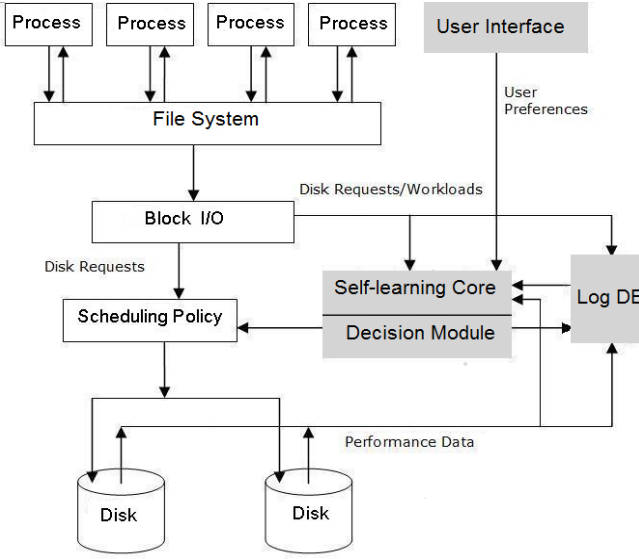 Process
Process
Process
Process
User Interface
User
Preferences
File System
Disk Requests/Workloads
Block I/O
Disk Requests
Self-learning Core
Log DB
Scheduling Policy
Decision Module
Performance Data
Disk
Disk